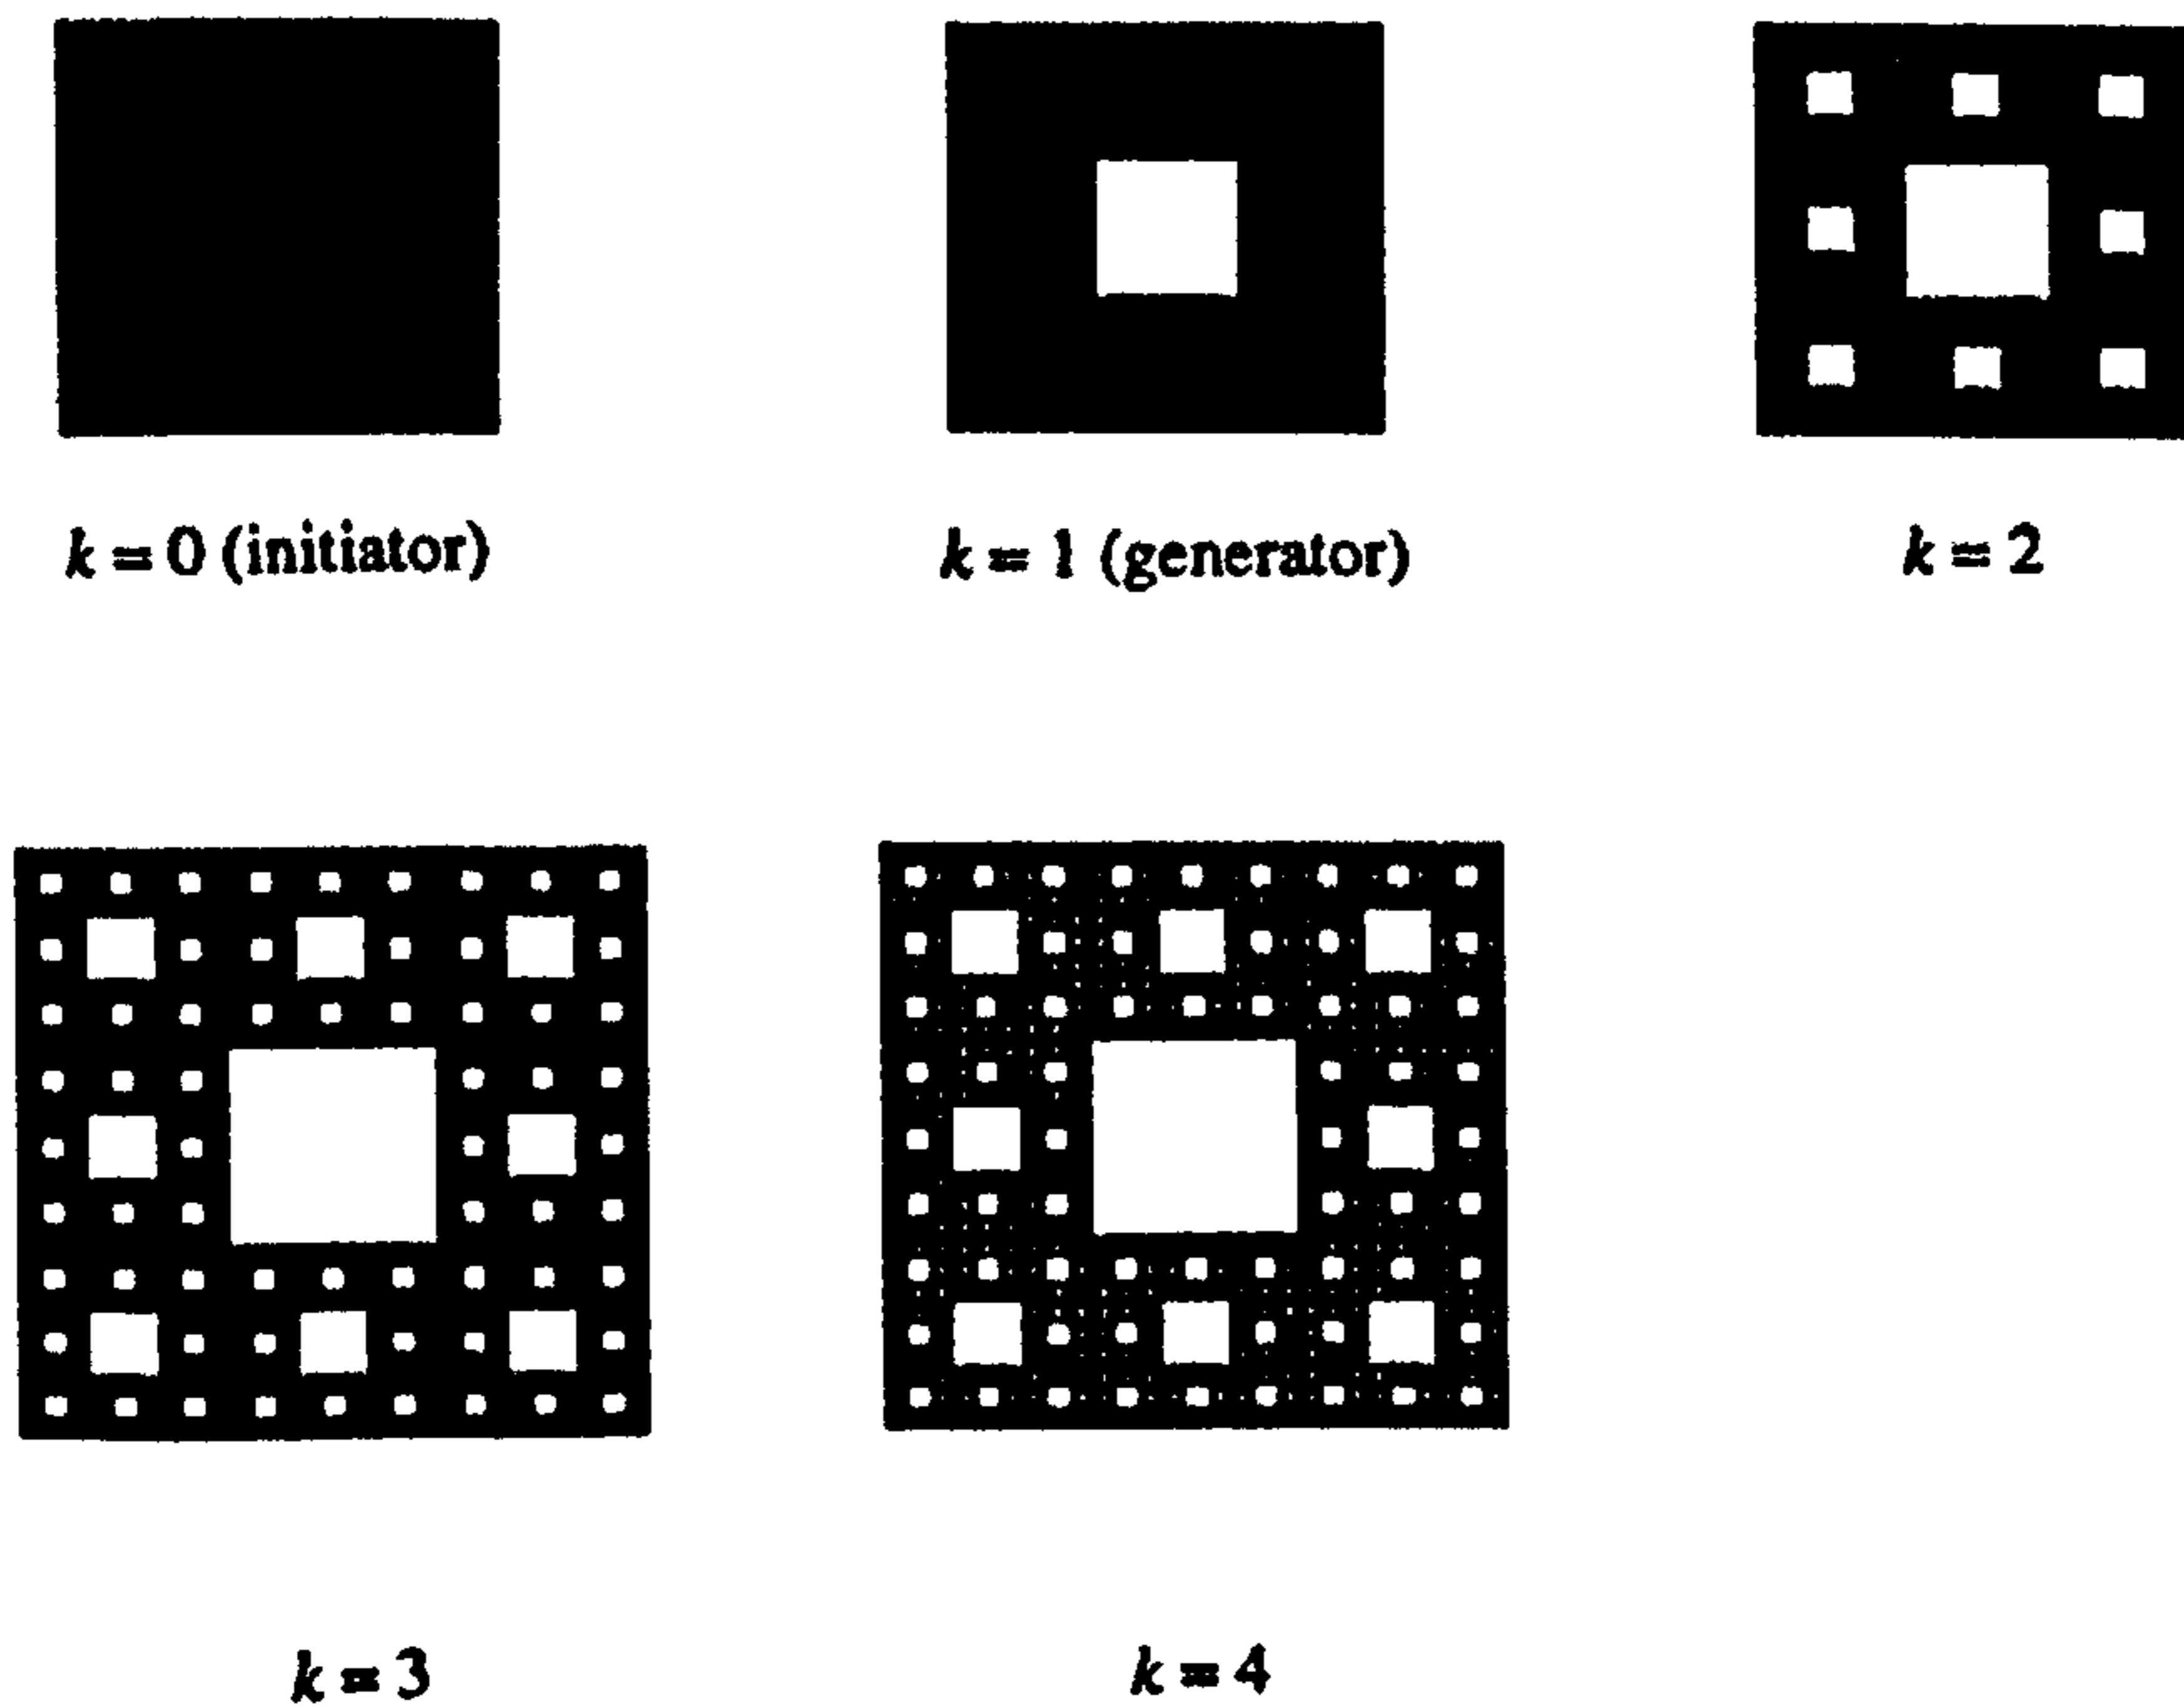 k = 0 (initiator)
k = 1 (generator)
k = 2
k = 3
k = 4